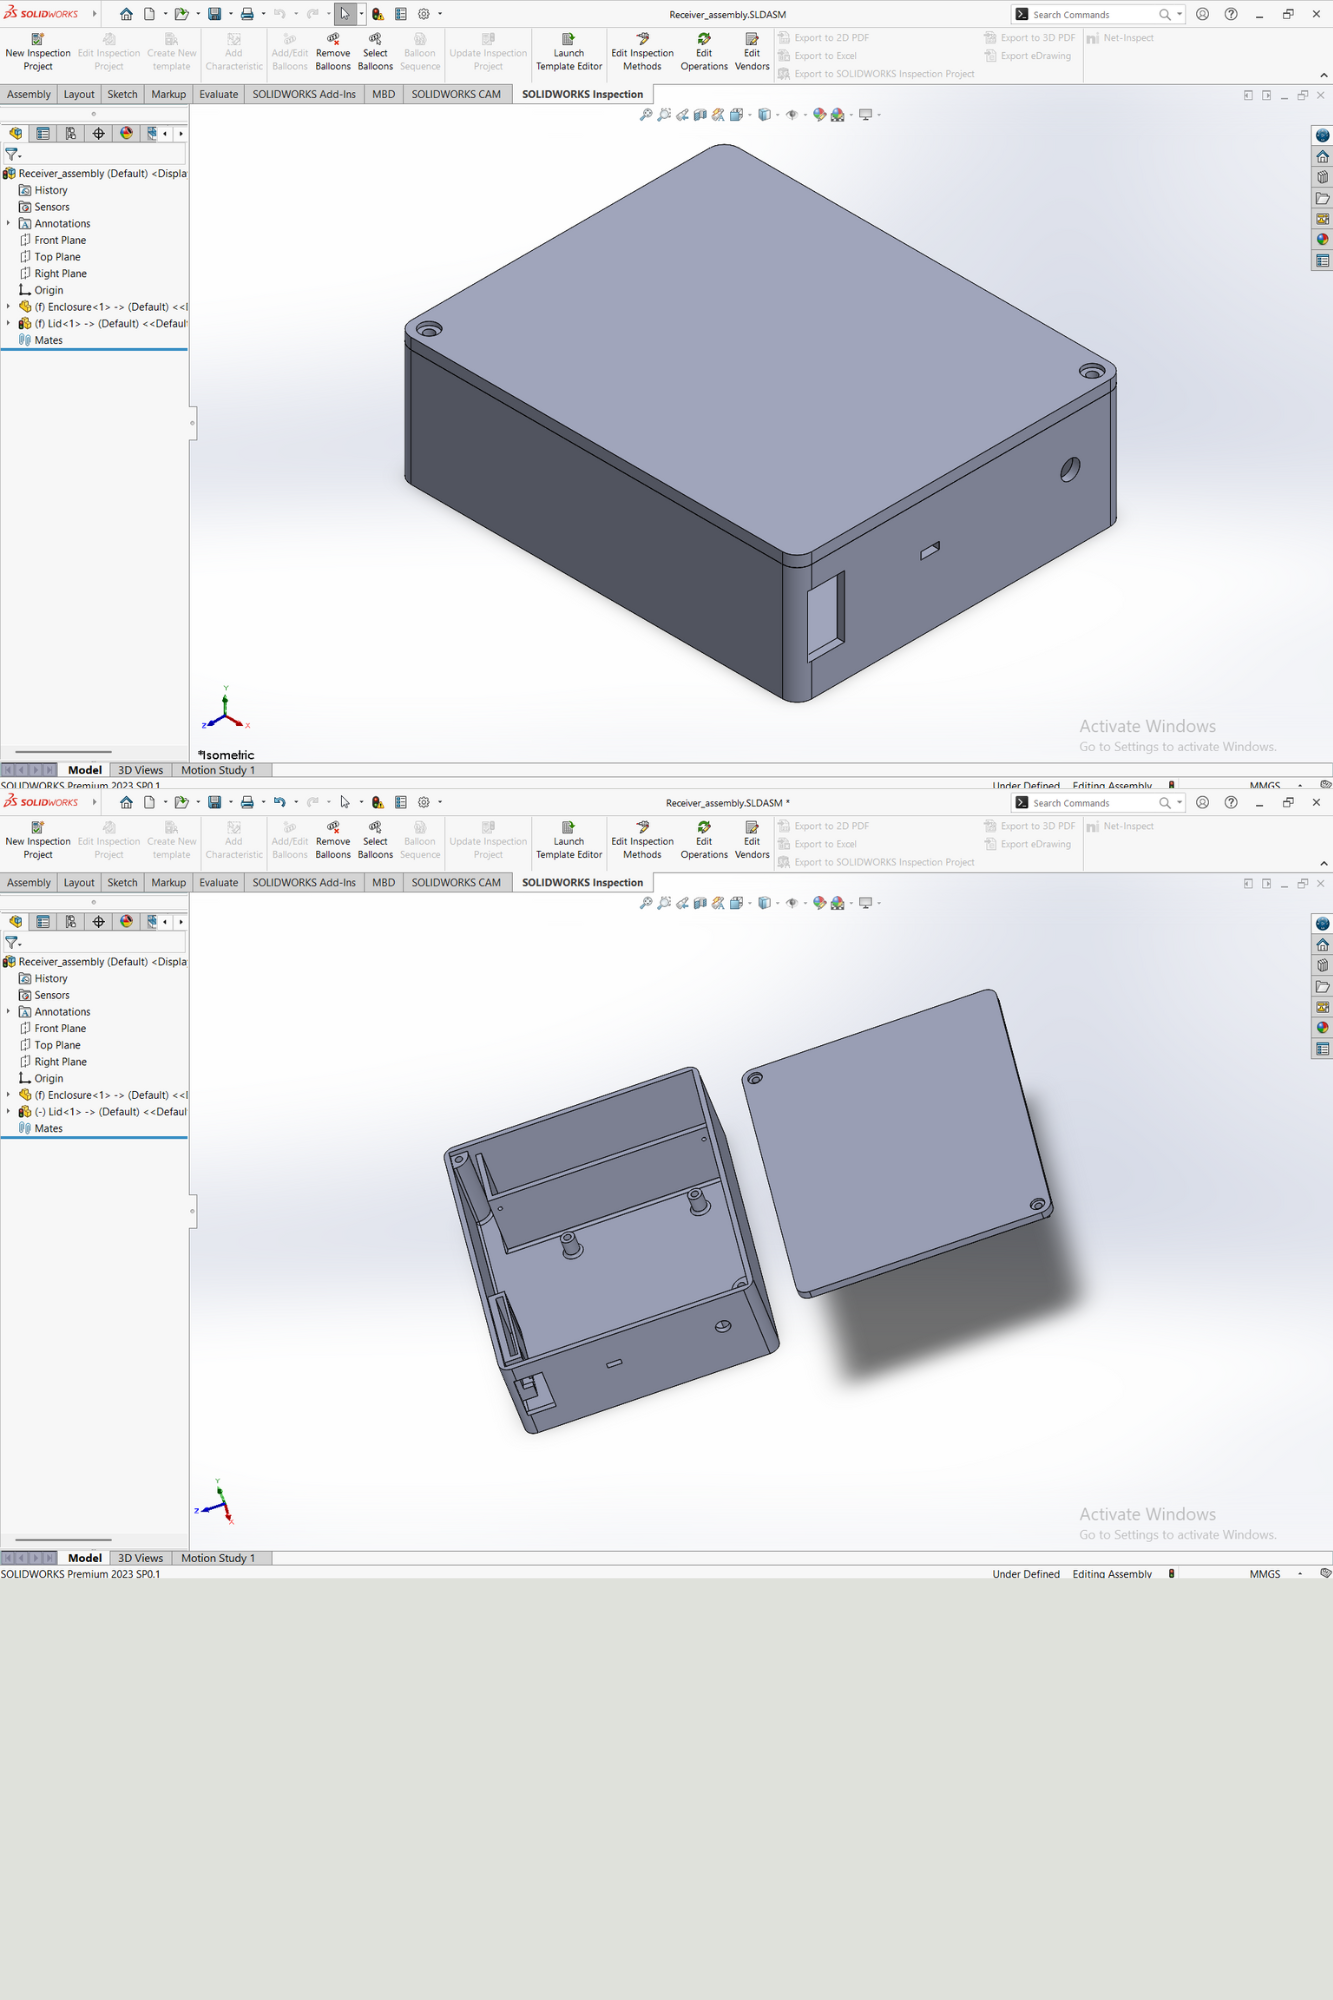 SOLIDWORKS
Receiver_assembly.SLDASM
Search Commands
New Inspection Project
Edit Inspection Project
Create New template
Add Characteristic
Add/Edit Balloons
Remove Balloons
Select Balloons
Balloon Sequence
Update Inspection Project
Launch Template Editor
Edit Inspection Methods
Edit Operations
Edit Vendors
Export to 2D PDF
Export to Excel
Export to SOLIDWORKS Inspection Project
Export to 3D PDF
Export eDrawing
Net-Inspect
Assembly Layout Sketch Markup Evaluate SOLIDWORKS Add-Ins MBD SOLIDWORKS CAM SOLIDWORKS Inspection
Receiver_assembly (Default) <Displa
History
Sensors
Annotations
Front Plane
Top Plane
Right Plane
Origin
(f) Enclosure<1> -> (Default) <<I
(f) Lid<1> -> (Default) <<Defaul
Mates
Y
Z X
*Isometric
Activate Windows
Go to Settings to activate Windows.
Model 3D Views Motion Study 1
SOLIDWORKS Premium 2023 SP0.1 Under Defined Editing Assembly MMGS
SOLIDWORKS
Receiver_assembly.SLDASM *
Search Commands
New Inspection Project
Edit Inspection Project
Create New template
Add Characteristic
Add/Edit Balloons
Remove Balloons
Select Balloons
Balloon Sequence
Update Inspection Project
Launch Template Editor
Edit Inspection Methods
Edit Operations
Edit Vendors
Export to 2D PDF
Export to Excel
Export to SOLIDWORKS Inspection Project
Export to 3D PDF
Export eDrawing
Net-Inspect
Assembly Layout Sketch Markup Evaluate SOLIDWORKS Add-Ins MBD SOLIDWORKS CAM SOLIDWORKS Inspection
Receiver_assembly (Default) <Displa
History
Sensors
Annotations
Front Plane
Top Plane
Right Plane
Origin
(f) Enclosure<1> -> (Default) <<I
(-) Lid<1> -> (Default) <<Defaul
Mates
Y
Z
X
Activate Windows
Go to Settings to activate Windows.
Model 3D Views Motion Study 1
SOLIDWORKS Premium 2023 SP0.1 Under Defined Editing Assembly MMGS